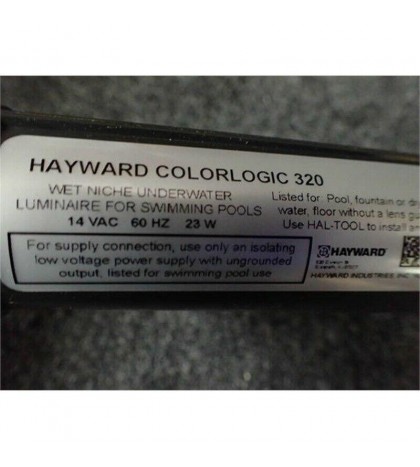 HAYWARD COLORLOGIC 320
WET NICHE UNDERWATER
LUMINAIRE FOR SWIMMING POOLS
14 VAC 60 HZ 23 W
For supply connection, use only an isolating
low voltage power supply with ungrounded
output, listed for swimming pool use
Listed for Pool, fountain or
water, floor without a lens
Use HAL-TOOL to install
HAYWARD
HAYWARD INDUSTRIES,